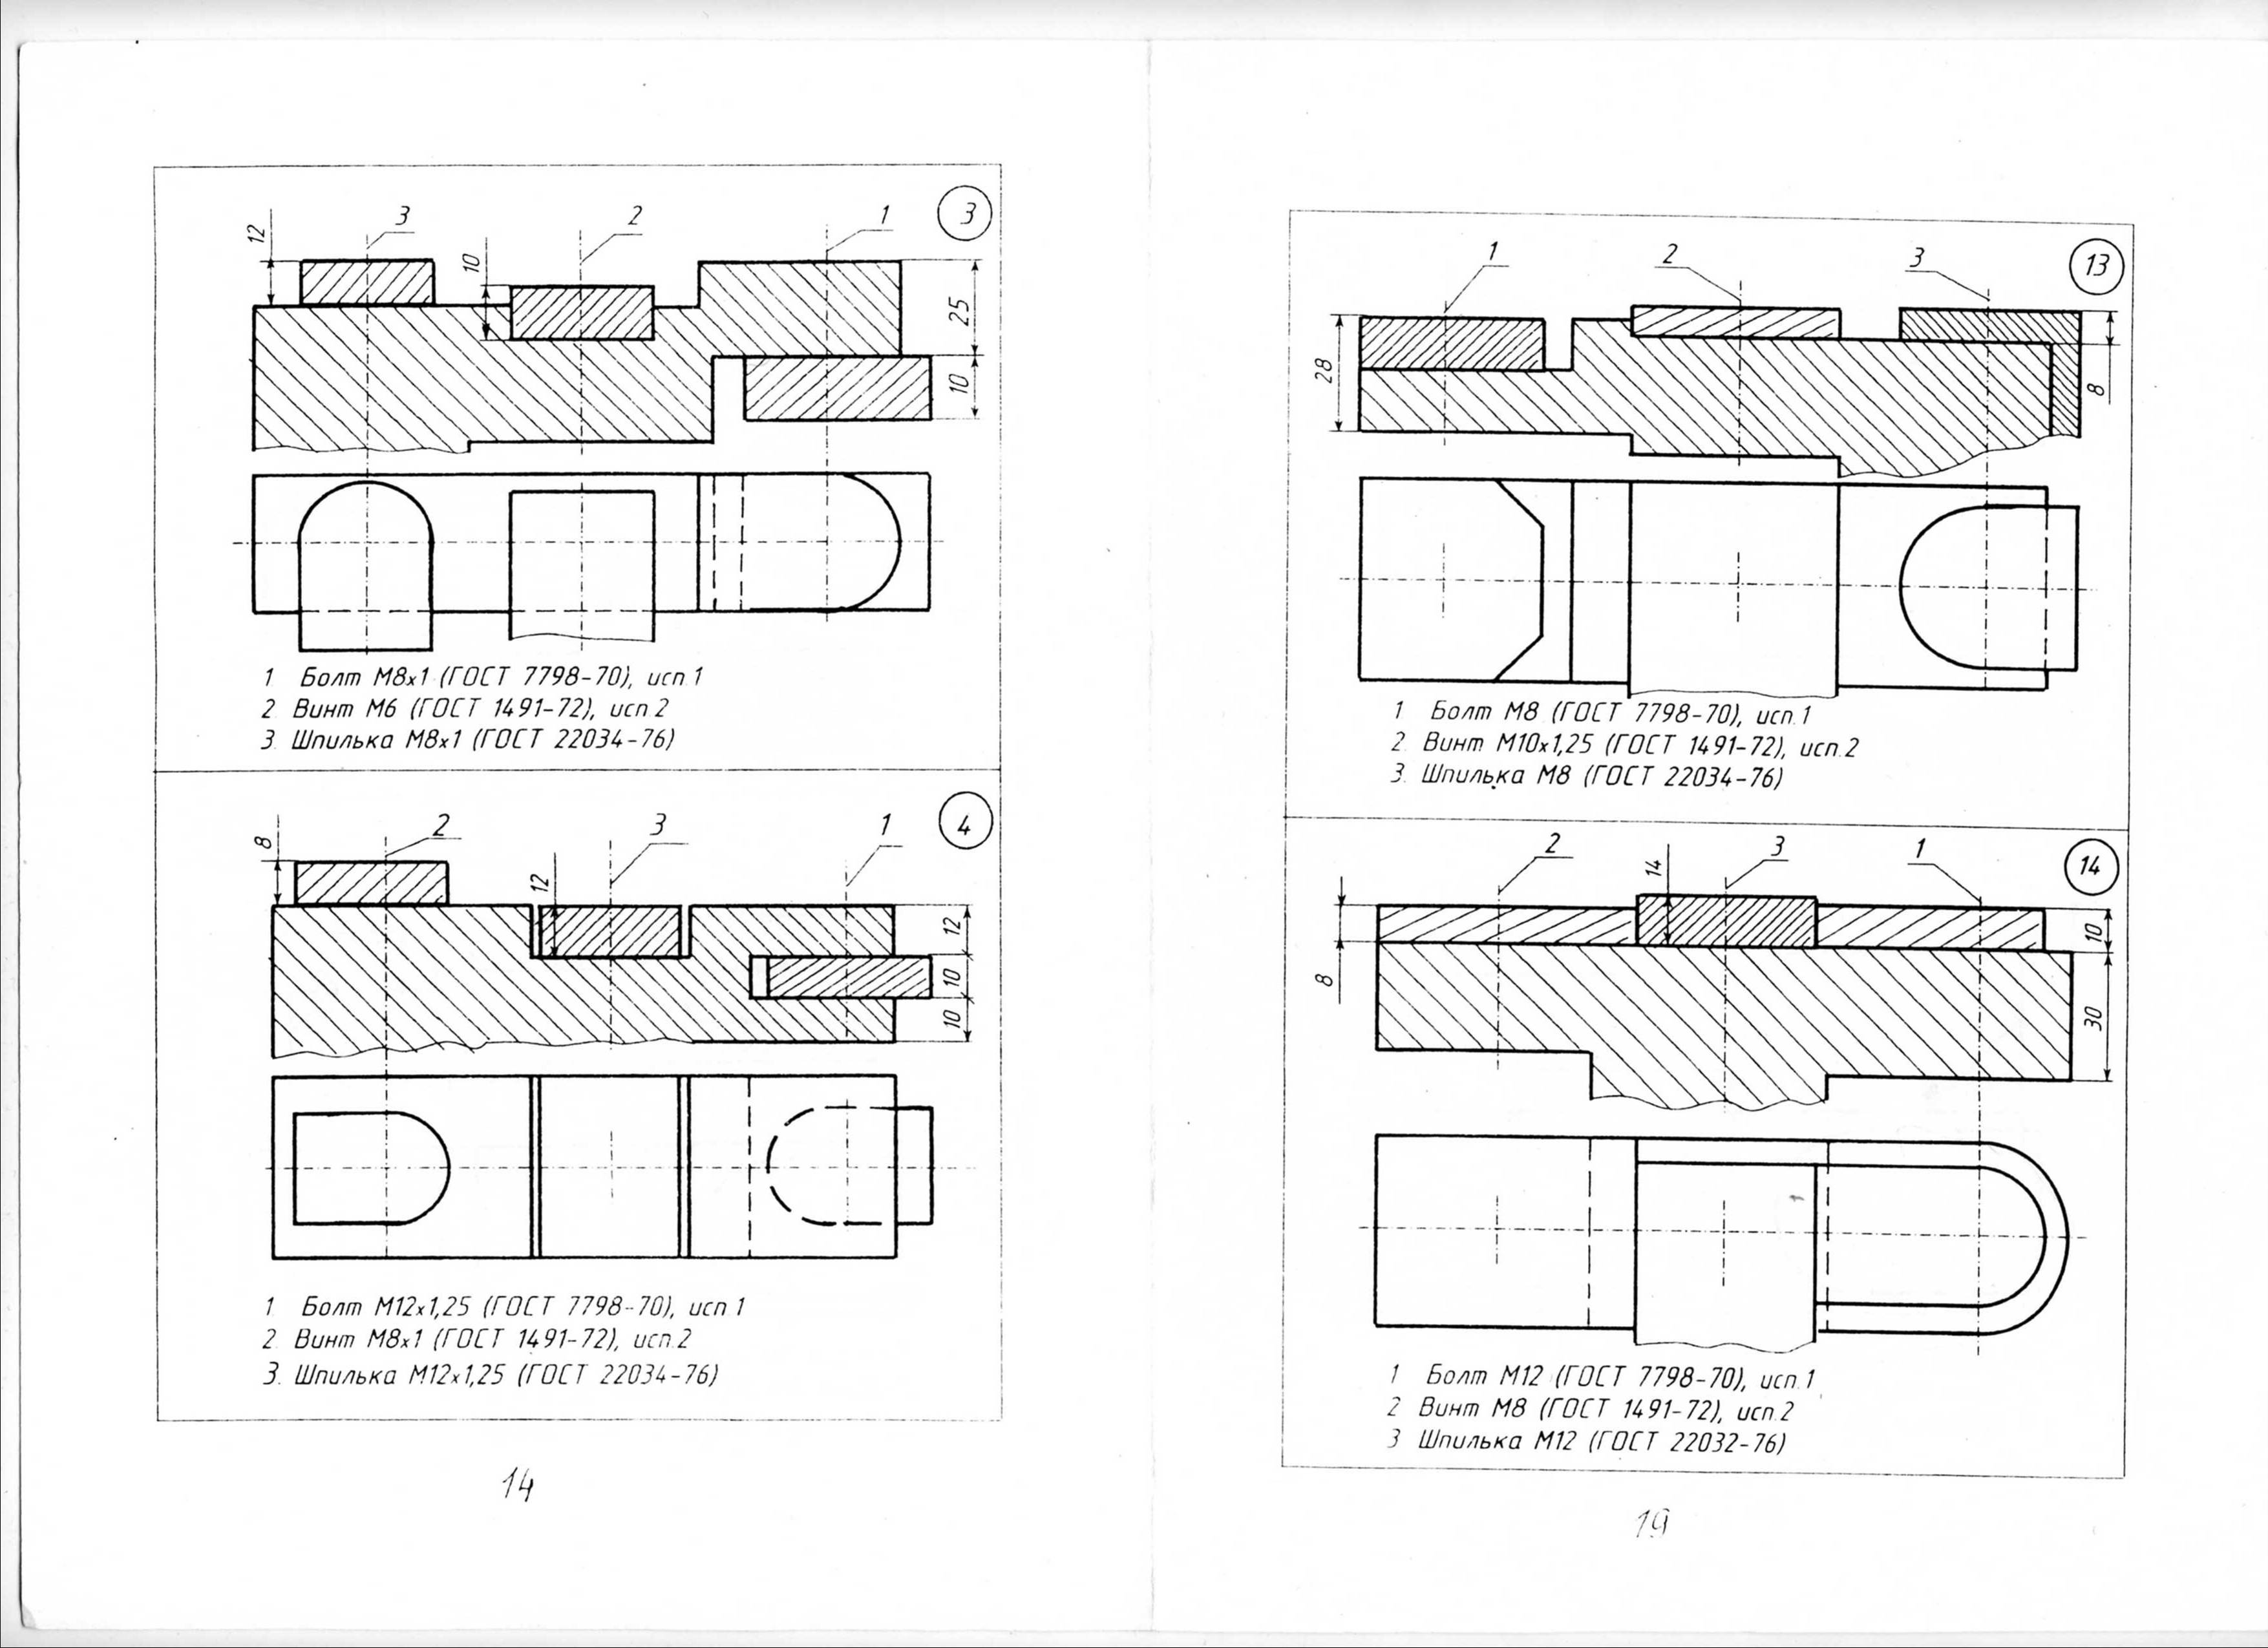 3
12
3
10
2
1
25
10
1 Болт М8х1 (ГОСТ 7798-70), исп 1
2 Винт М6 (ГОСТ 1491-72), исп 2
3. Шпилька М8х1 (ГОСТ 22034-76)
4
8
2
12
3
1
12
10
10
1 Болт М12х1,25 (ГОСТ 7798-70), исп 1
2 Винт М8х1 (ГОСТ 1491-72), исп.2
3. Шпилька М12х1,25 (ГОСТ 22034-76)
14
13
28
1
2
3
8
1 Болт М8 (ГОСТ 7798-70), исп.1
2 Винт М10х1,25 (ГОСТ 1491-72), исп.2
3. Шпилька М8 (ГОСТ 22034-76)
14
8
2
14
3
1
10
30
1 Болт М12 (ГОСТ 7798-70), исп.1
2 Винт М8 (ГОСТ 1491-72), исп.2
3 Шпилька М12 (ГОСТ 22032-76)
19